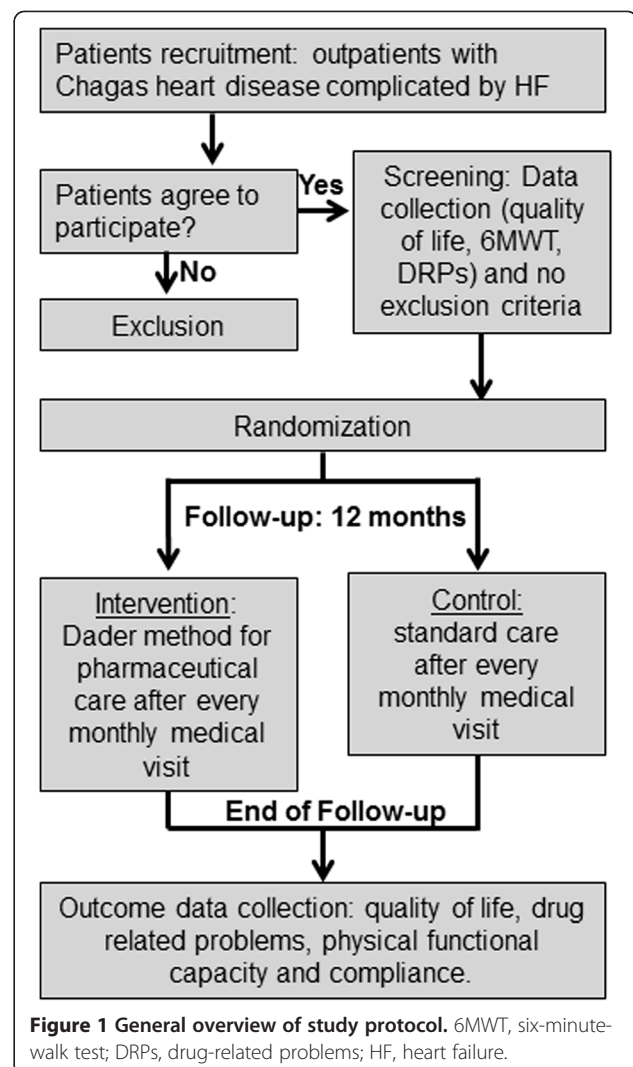 Patients recruitment: outpatients with
Chagas heart disease complicated by HF
Patients agree to
participate?
Yes
Screening: Data
collection (quality
of life, 6MWT,
DRPs) and no
exclusion criteria
No
Exclusion
Randomization
Follow-up: 12 months
Intervention:
Dader method for
pharmaceutical
care after every
monthly medical
visit
Control:
standard care
after every
monthly medical
visit
End of Follow-up
Outcome data collection: quality of life, drug
related problems, physical functional
capacity and compliance.
Figure 1 General overview of study protocol. 6MWT, six-minute-
walk test; DRPs, drug-related problems; HF, heart failure.